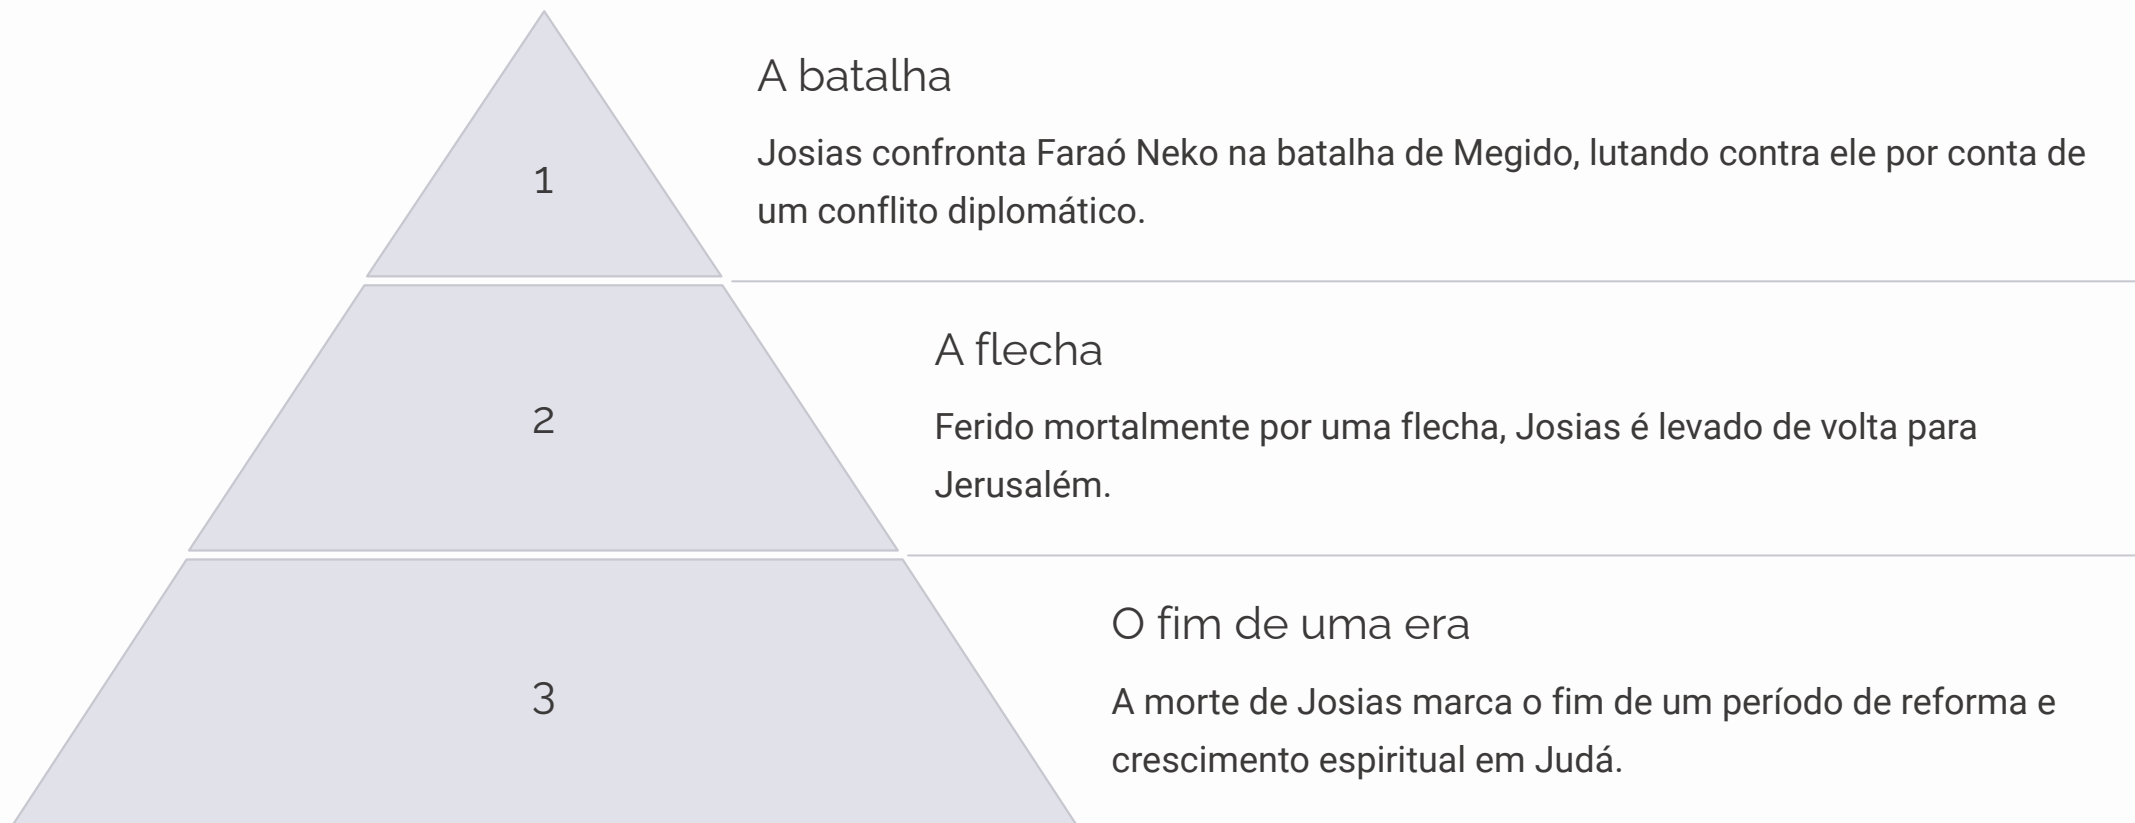 1
A batalha
Josias confronta Faraó Neko na batalha de Megido, lutando contra ele por conta de
um conflito diplomático.
2
A flecha
Ferido mortalmente por uma flecha, Josias é levado de volta para
Jerusalém.
3
O fim de uma era
A morte de Josias marca o fim de um período de reforma e
crescimento espiritual em Judá.